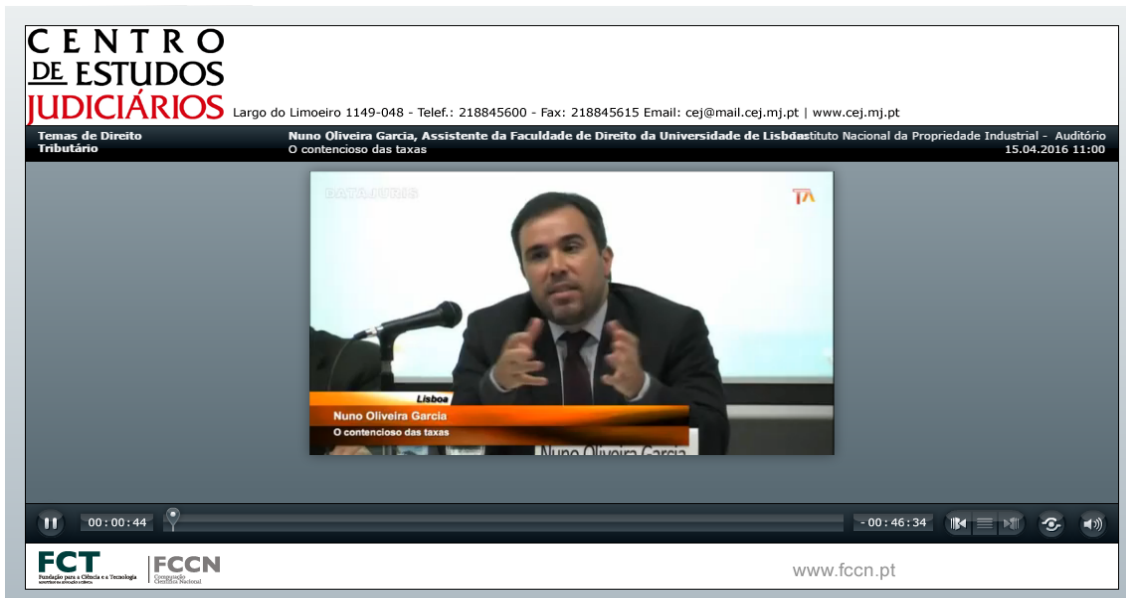 CENTRO
DE ESTUDOS
JUDICIÁRIOS
Largo do Limoeiro 1149-048 - Telef.: 218845600 - Fax: 218845615 Email: cej@mail.cej.mj.pt | www.cej.mj.pt
Temas de Direito
Tributário
Nuno Oliveira Garcia, Assistente da Faculdade de Direito da Universidade de Lisboa
O contencioso das taxas
Nacional da Propriedade Industrial - Auditório
15.04.2016 11:00
DATAJURIS
TA
Lisboa
Nuno Oliveira Garcia
O contencioso das taxas
Nuno Oliveira Garcia
00:00:44
- 00:46:34
FCT
Fundação para a Ciência e a Tecnologia
FCCN
Computação
Científica Nacional
www.fccn.pt